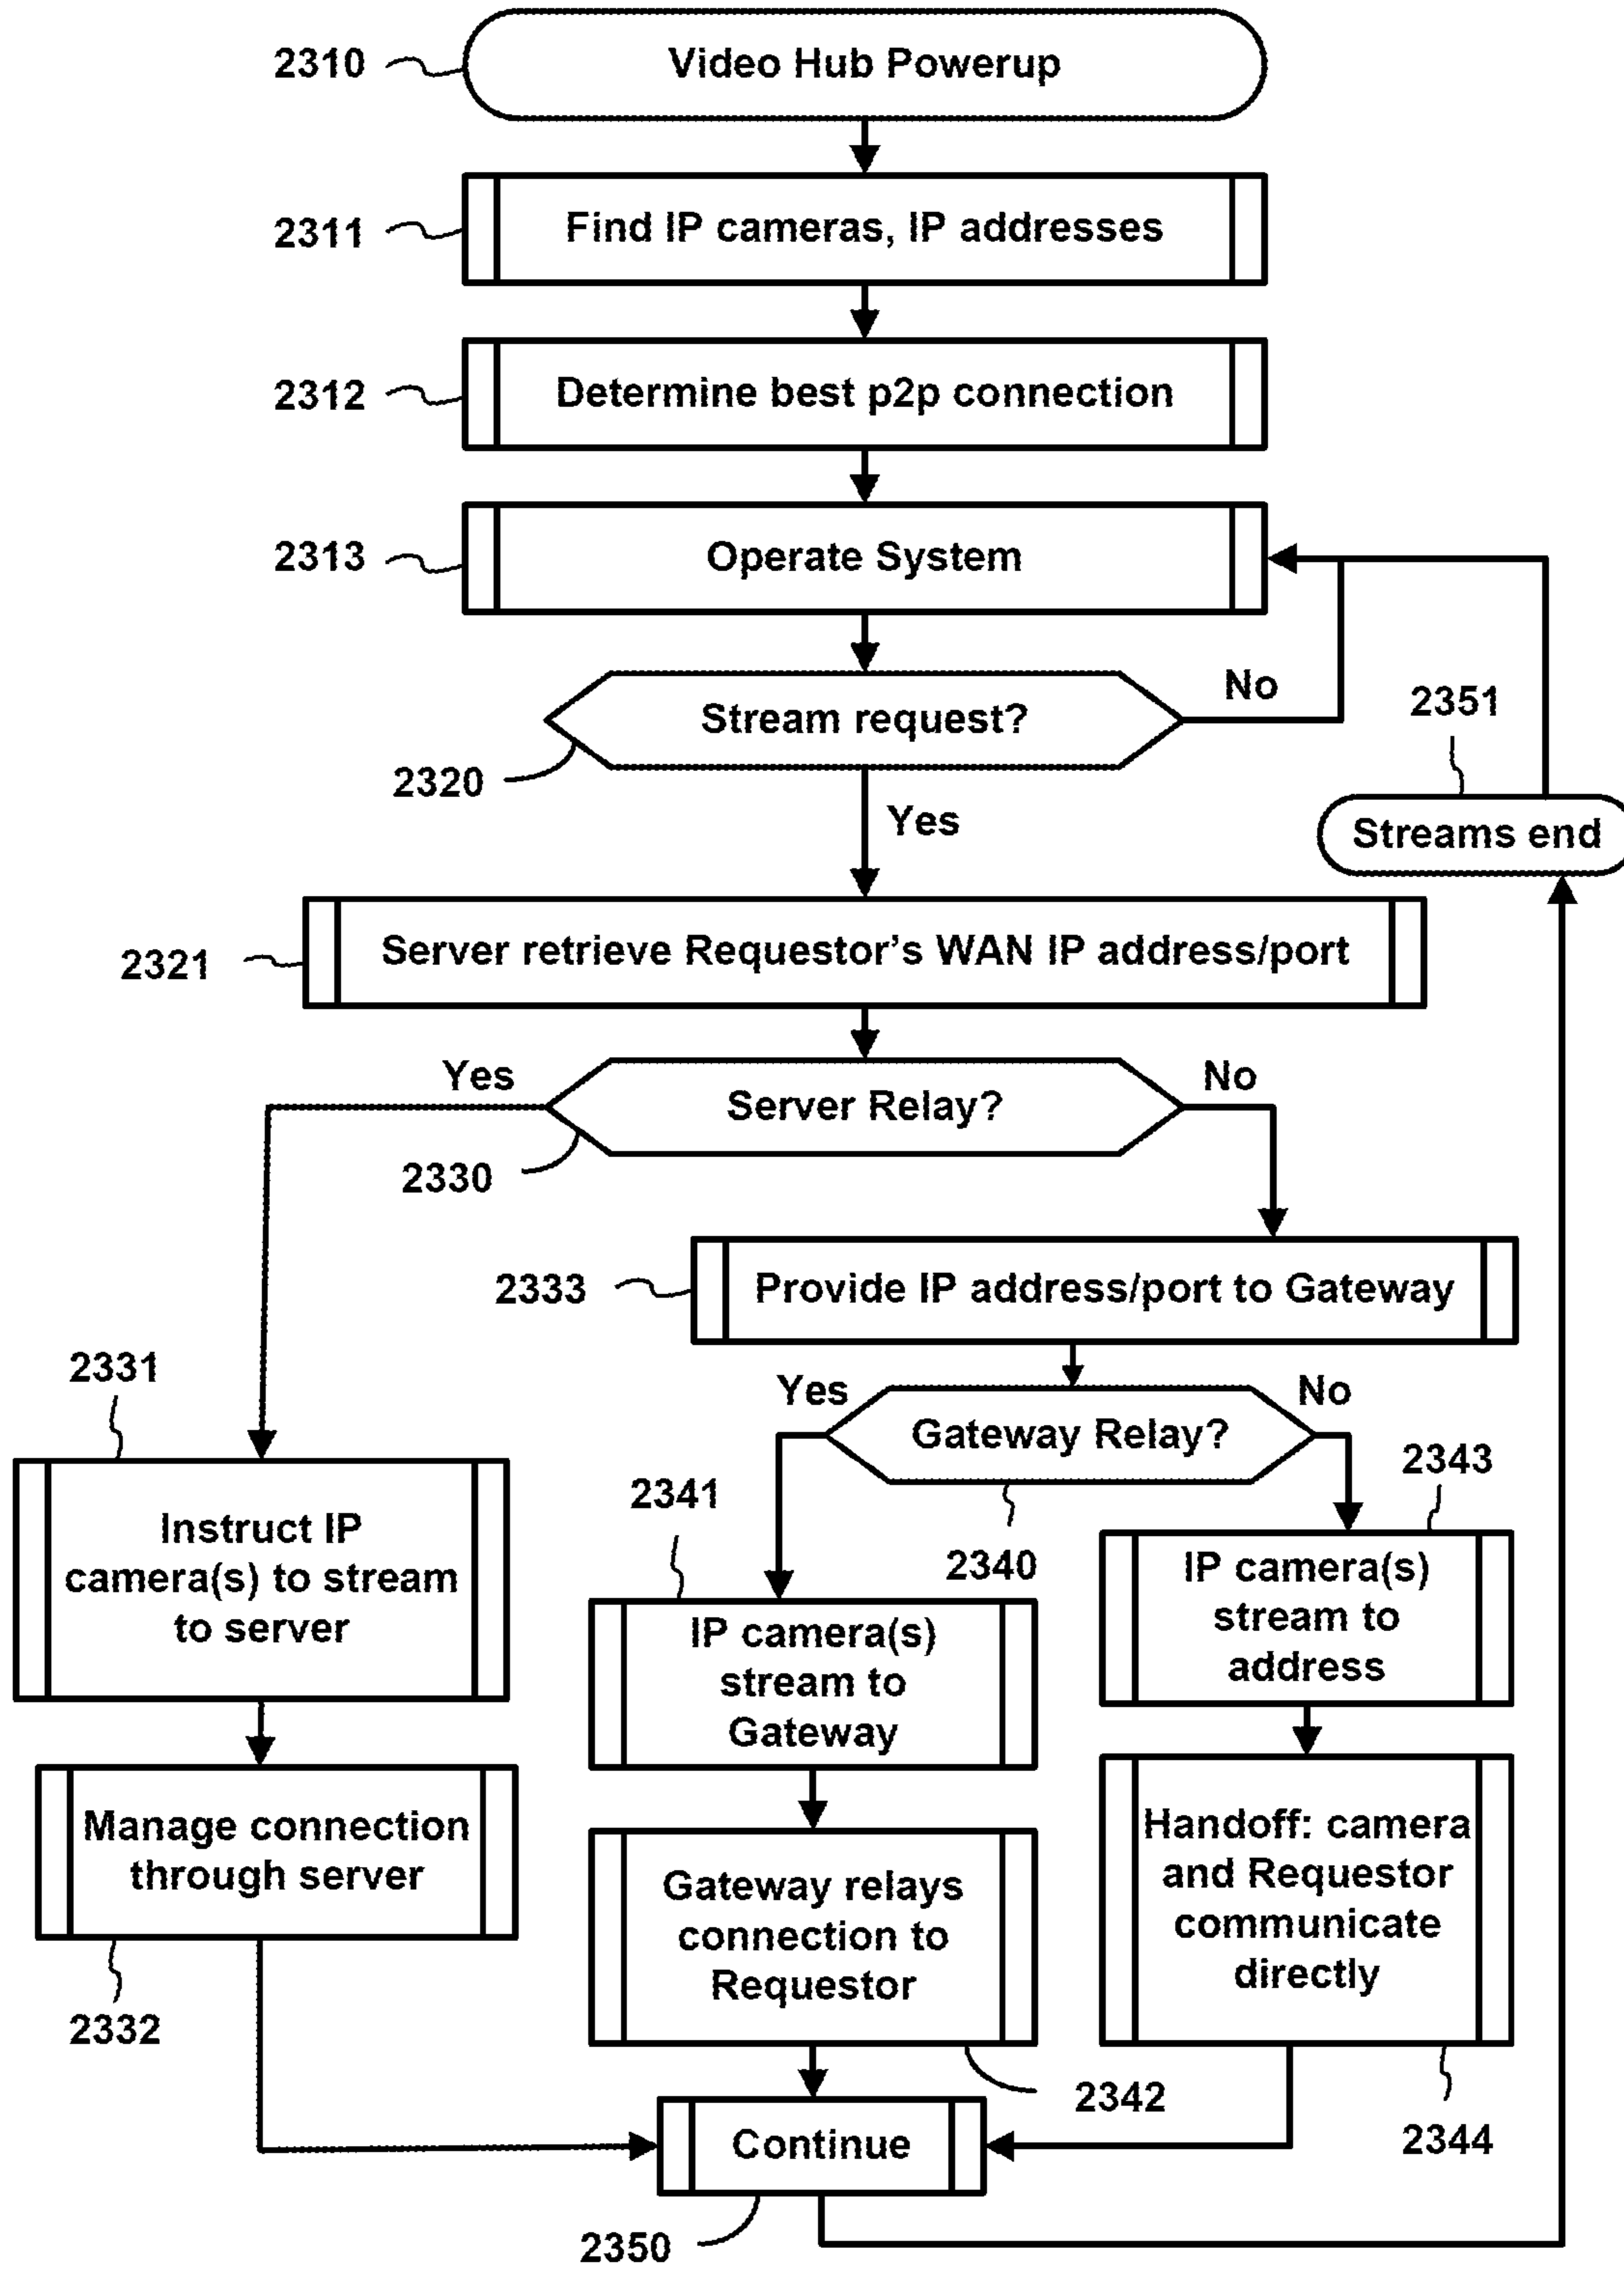 2310
Video Hub Powerup
2311
Find IP cameras, IP addresses
2312
Determine best p2p connection
2313
Operate System
Stream request?
No
2320
Yes
2351
Streams end
2321
Server retrieve Requestor's WAN IP address/port
Yes
Server Relay?
No
2330
2333
Provide IP address/port to Gateway
2331
Yes
Gateway Relay?
No
2340
Instruct IP
camera(s) to stream
to server
2341
IP camera(s)
stream to
Gateway
2343
IP camera(s)
stream to
address
Manage connection
through server
2332
Gateway relays
connection to
Requestor
2342
Handoff: camera
and Requestor
communicate
directly
2344
Continue
2350